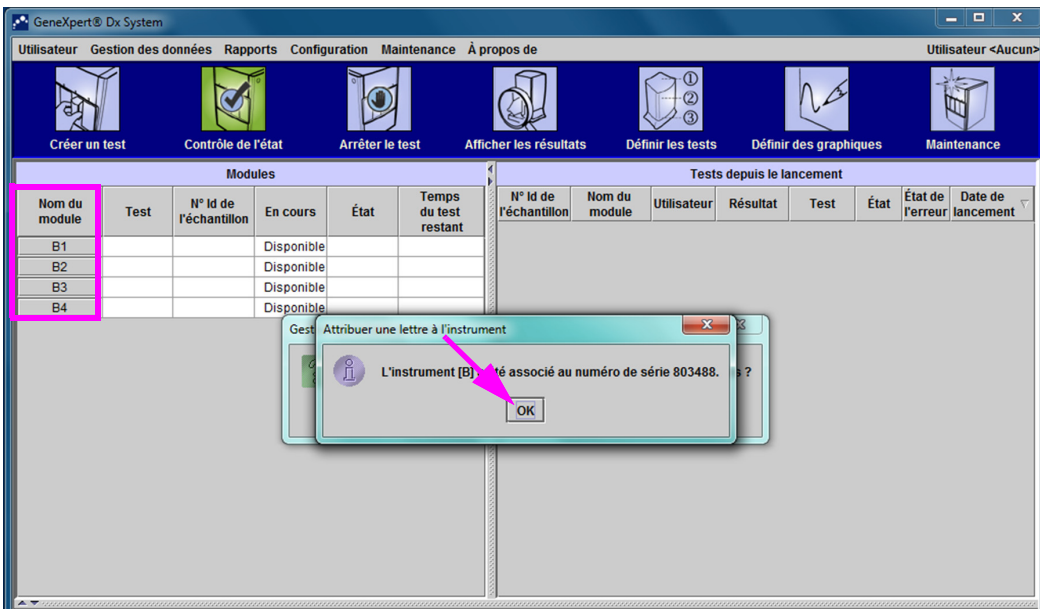 GeneXpert® Dx System
Utilisateur Gestion des données Rapports Configuration Maintenance À propos de Utilisateur <Aucun>
Créer un test Contrôle de l'état Arrêter le test Afficher les résultats Définir les tests Définir des graphiques Maintenance
① ② ③
Modules
Nom du module Test N° Id de l'échantillon En cours État Temps du test restant
B1 Disponible
B2 Disponible
B3 Disponible
B4 Disponible
Tests depuis le lancement
N° Id de l'échantillon Nom du module Utilisateur Résultat Test État État de l'erreur Date de lancement
Gest
Attribuer une lettre à l'instrument
L'instrument [B] té associé au numéro de série 803488.
s ?
OK